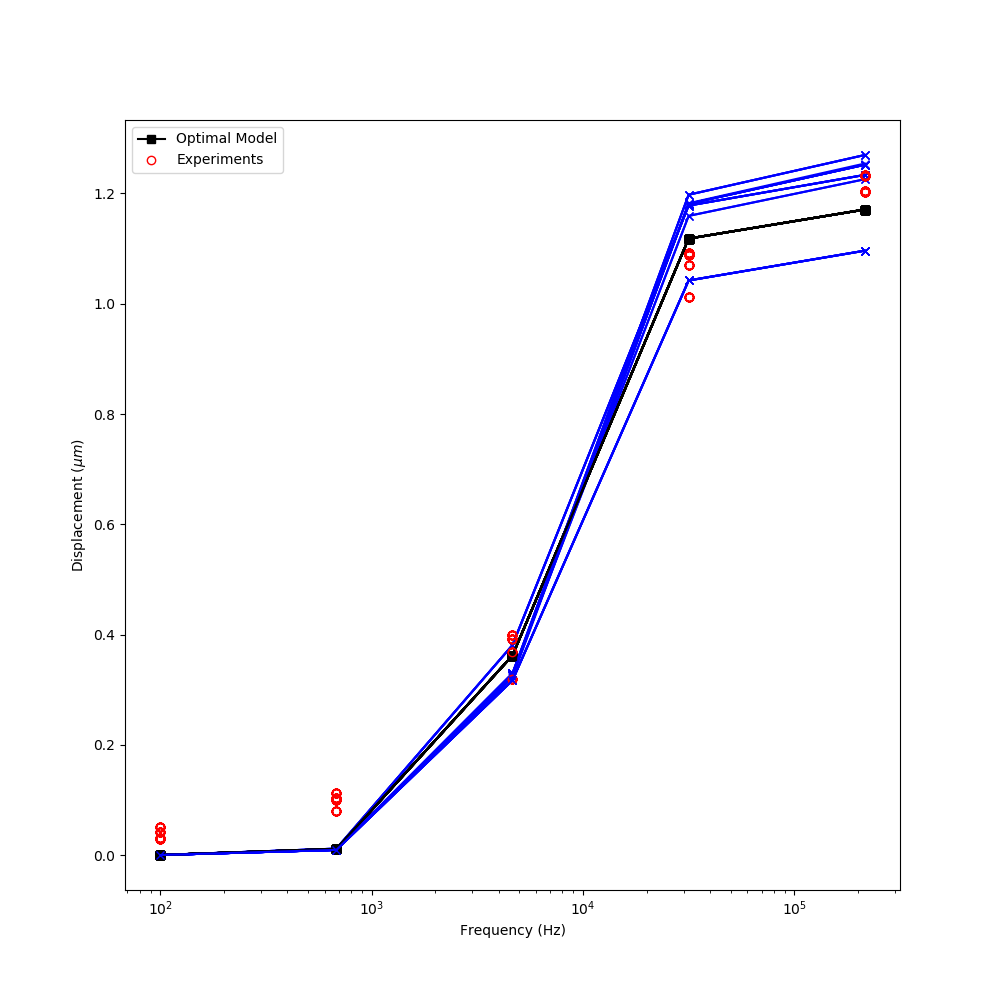 Optimal Model
Experiments
1.2
1.0
0.8
0.6
0.4
0.2
0.0
Displacement (μm)
10²
10³
10⁴
10⁵
Frequency (Hz)